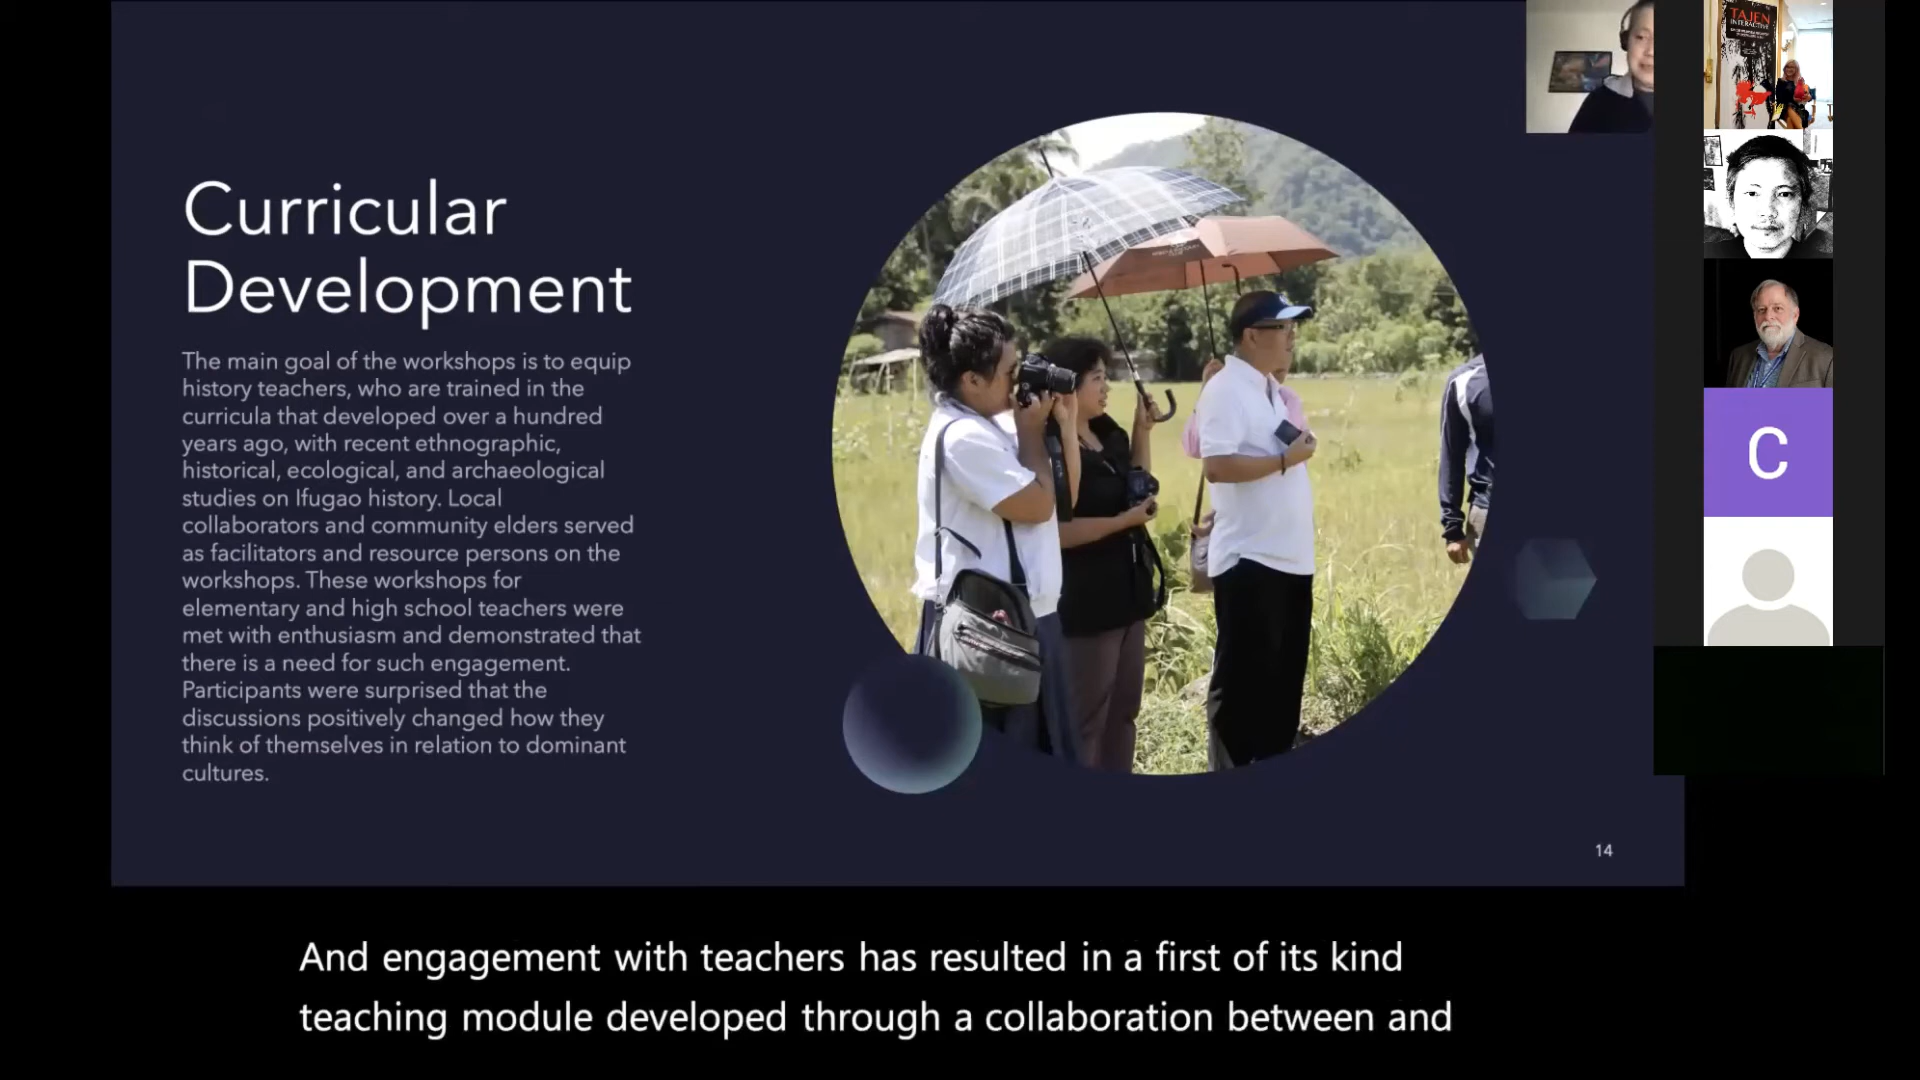 Curricular
Development
The main goal of the workshops is to equip
history teachers, who are trained in the
curricula that developed over a hundred
years ago, with recent ethnographic,
historical, ecological, and archaeological
studies on Ifugao history. Local
collaborators and community elders served
as facilitators and resource persons on the
workshops. These workshops for
elementary and high school teachers were
met with enthusiasm and demonstrated that
there is a need for such engagement.
Participants were surprised that the
discussions positively changed how they
think of themselves in relation to dominant
cultures.
14
TAJEN
INTERACTIVE
C
And engagement with teachers has resulted in a first of its kind
teaching module developed through a collaboration between and